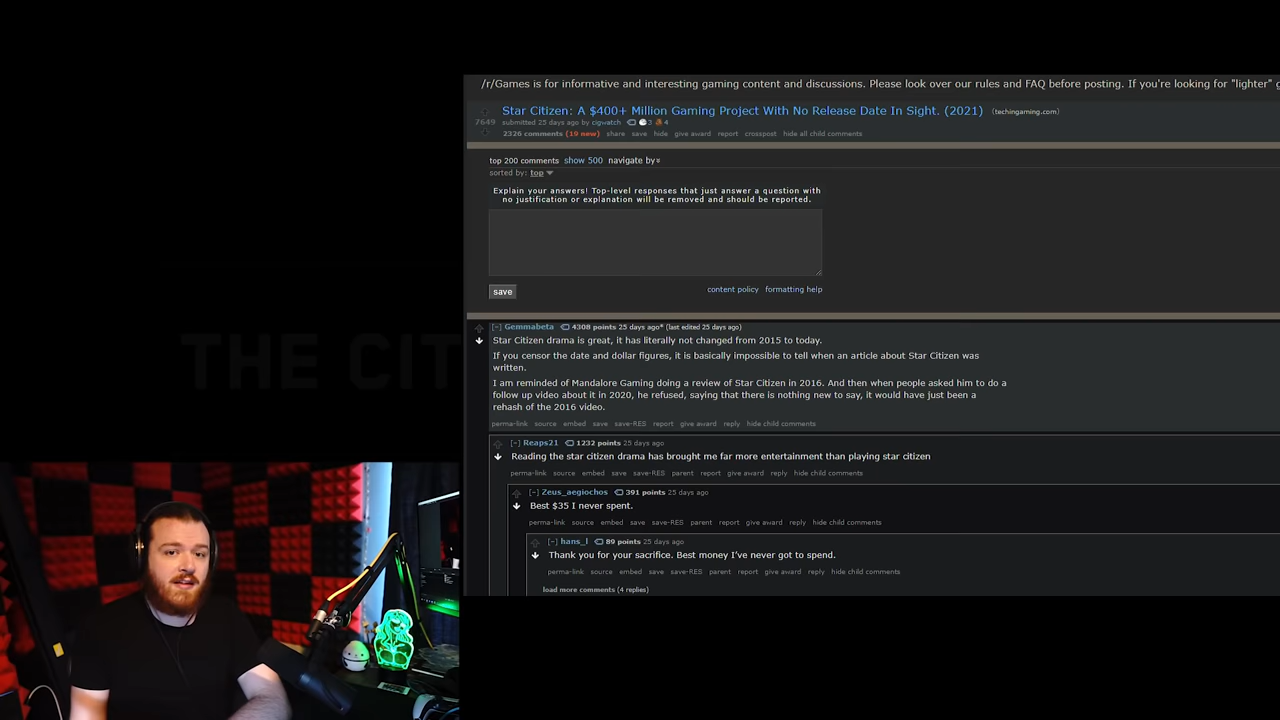 /r/Games is for informative and interesting gaming content and discussions. Please look over our rules and FAQ before posting. If you're looking for "lighter" g
Star Citizen: A $400+ Million Gaming Project With No Release Date In Sight. (2021) (techingaming.com)
7649 submitted 25 days ago by cigwatch 3 4
2326 comments (19 new) share save hide give award report crosspost hide all child comments
top 200 comments show 500 navigate by
sorted by: top
Explain your answers! Top-level responses that just answer a question with
no justification or explanation will be removed and should be reported.
save content policy formatting help
[-] Gemmabeta 4308 points 25 days ago* (last edited 25 days ago)
Star Citizen drama is great, it has literally not changed from 2015 to today.
If you censor the date and dollar figures, it is basically impossible to tell when an article about Star Citizen was
written.
I am reminded of Mandalore Gaming doing a review of Star Citizen in 2016. And then when people asked him to do a
follow up video about it in 2020, he refused, saying that there is nothing new to say, it would have just been a
rehash of the 2016 video.
perma-link source embed save save-RES report give award reply hide child comments
[-] Reaps21 1232 points 25 days ago
Reading the star citizen drama has brought me far more entertainment than playing star citizen
perma-link source embed save save-RES parent report give award reply hide child comments
[-] Zeus_aegiochos 391 points 25 days ago
Best $35 I never spent.
perma-link source embed save save-RES parent report give award reply hide child comments
[-] hans_l 89 points 25 days ago
Thank you for your sacrifice. Best money I've never got to spend.
perma-link source embed save save-RES parent report give award reply hide child comments
load more comments (4 replies)
THE CIT